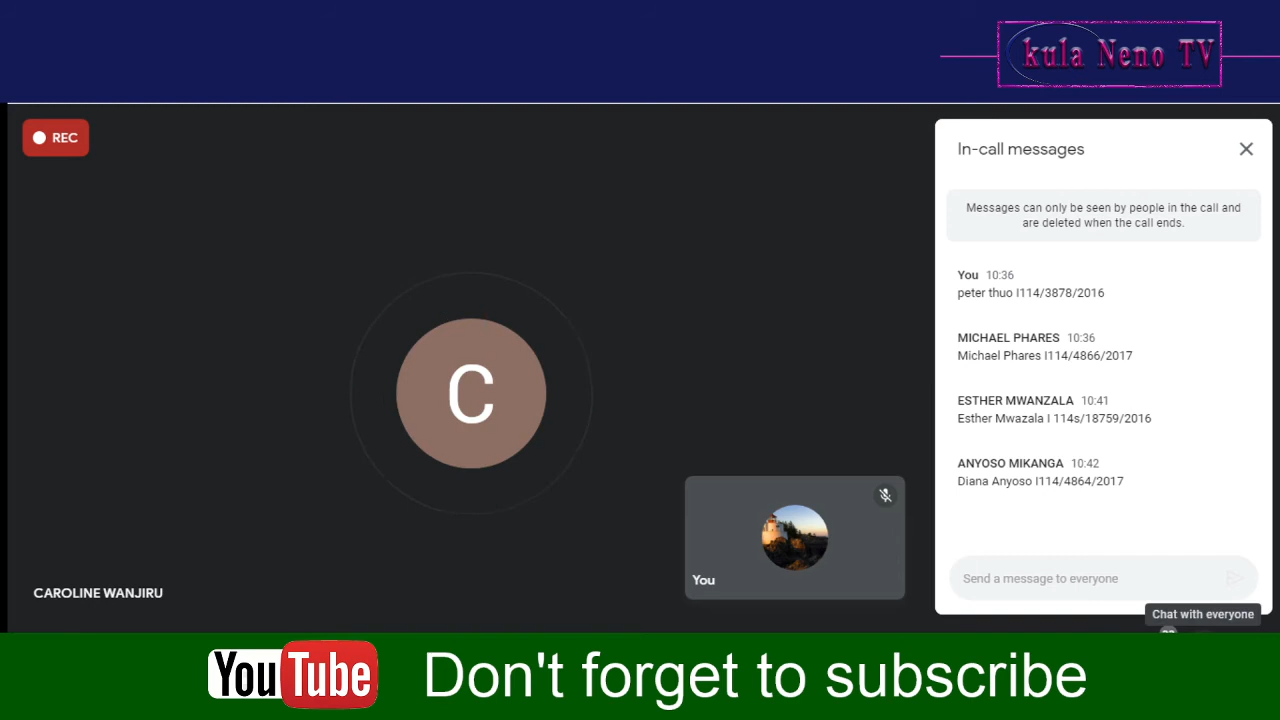 kula Neno TV
REC
In-call messages
Messages can only be seen by people in the call and
are deleted when the call ends.
You 10:36
peter thuo I114/3878/2016
MICHAEL PHARES 10:36
Michael Phares I114/4866/2017
ESTHER MWANZALA 10:41
Esther Mwazala I 114s/18759/2016
ANYOSO MIKANGA 10:42
Diana Anyoso I114/4864/2017
C
You
CAROLINE WANJIRU
Send a message to everyone
Chat with everyone
YouTube Don't forget to subscribe